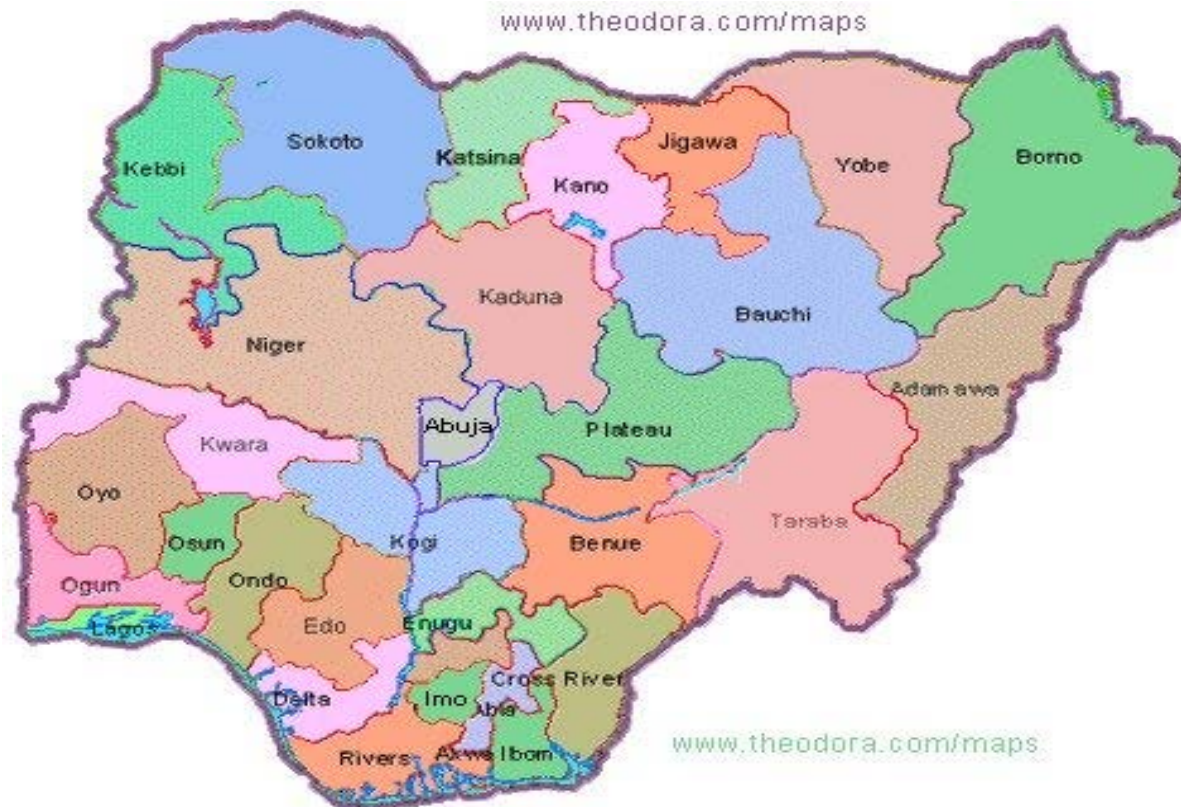 www.theodora.com/maps
Sokoto
Kebbi
Katsina
Kano
Jigawa
Yobe
Borno
Kaduna
Bauchi
Niger
Adamawa
Abuja
Plateau
Kwara
Oyo
Taraba
Osun
Kogi
Benue
Ogun
Ondo
Lagos
Edo
Enugu
Cross River
Delta
Imo
Abia
Rivers
Akwa Ibom
www.theodora.com/maps